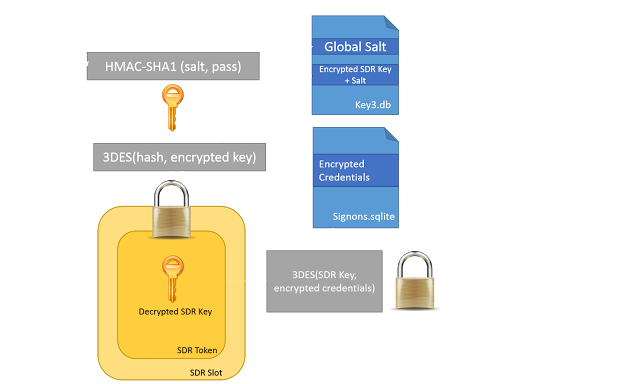 HMAC-SHA1 (salt, pass)
3DES(hash, encrypted key)
Decrypted SDR Key
SDR Token
SDR Slot
Global Salt
Encrypted SDR Key
+ Salt
Key3.db
Encrypted
Credentials
Signons.sqlite
3DES(SDR Key,
encrypted credentials)